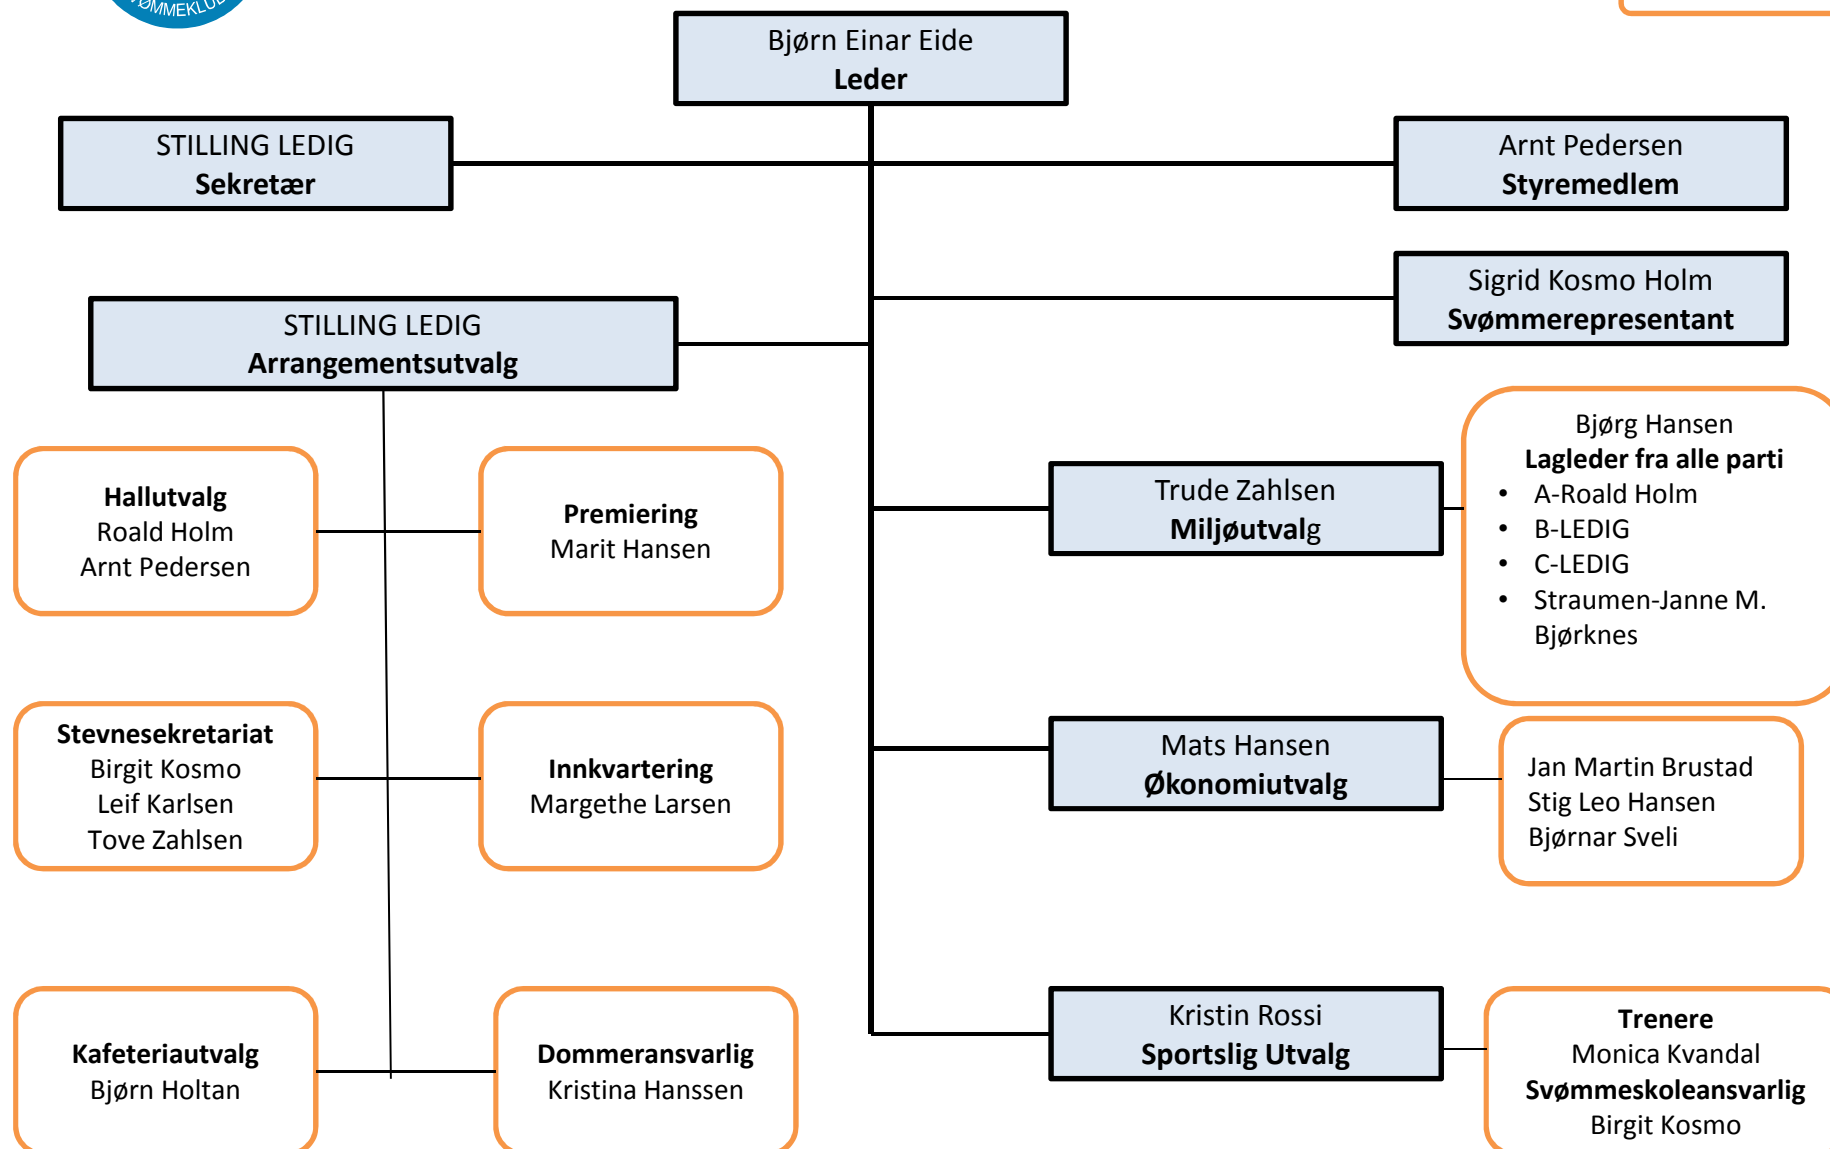 Bjørn Einar Eide
Leder
STILLING LEDIG
Sekretær
Arnt Pedersen
Styremedlem
Sigrid Kosmo Holm
Svømmerepresentant
STILLING LEDIG
Arrangementsutvalg
Hallutvalg
Roald Holm
Arnt Pedersen
Premiering
Marit Hansen
Trude Zahlsen
Miljøutvalg
Bjørg Hansen
Lagleder fra alle parti
• A-Roald Holm
• B-LEDIG
• C-LEDIG
• Straumen-Janne M.
Bjørknes
Stevnesekretariat
Birgit Kosmo
Leif Karlsen
Tove Zahlsen
Innkvartering
Margethe Larsen
Mats Hansen
Økonomiutvalg
Jan Martin Brustad
Stig Leo Hansen
Bjørnar Sveli
Kafeteriautvalg
Bjørn Holtan
Dommeransvarlig
Kristina Hanssen
Kristin Rossi
Sportslig Utvalg
Trenere
Monica Kvandal
Svømmeskoleansvarlig
Birgit Kosmo